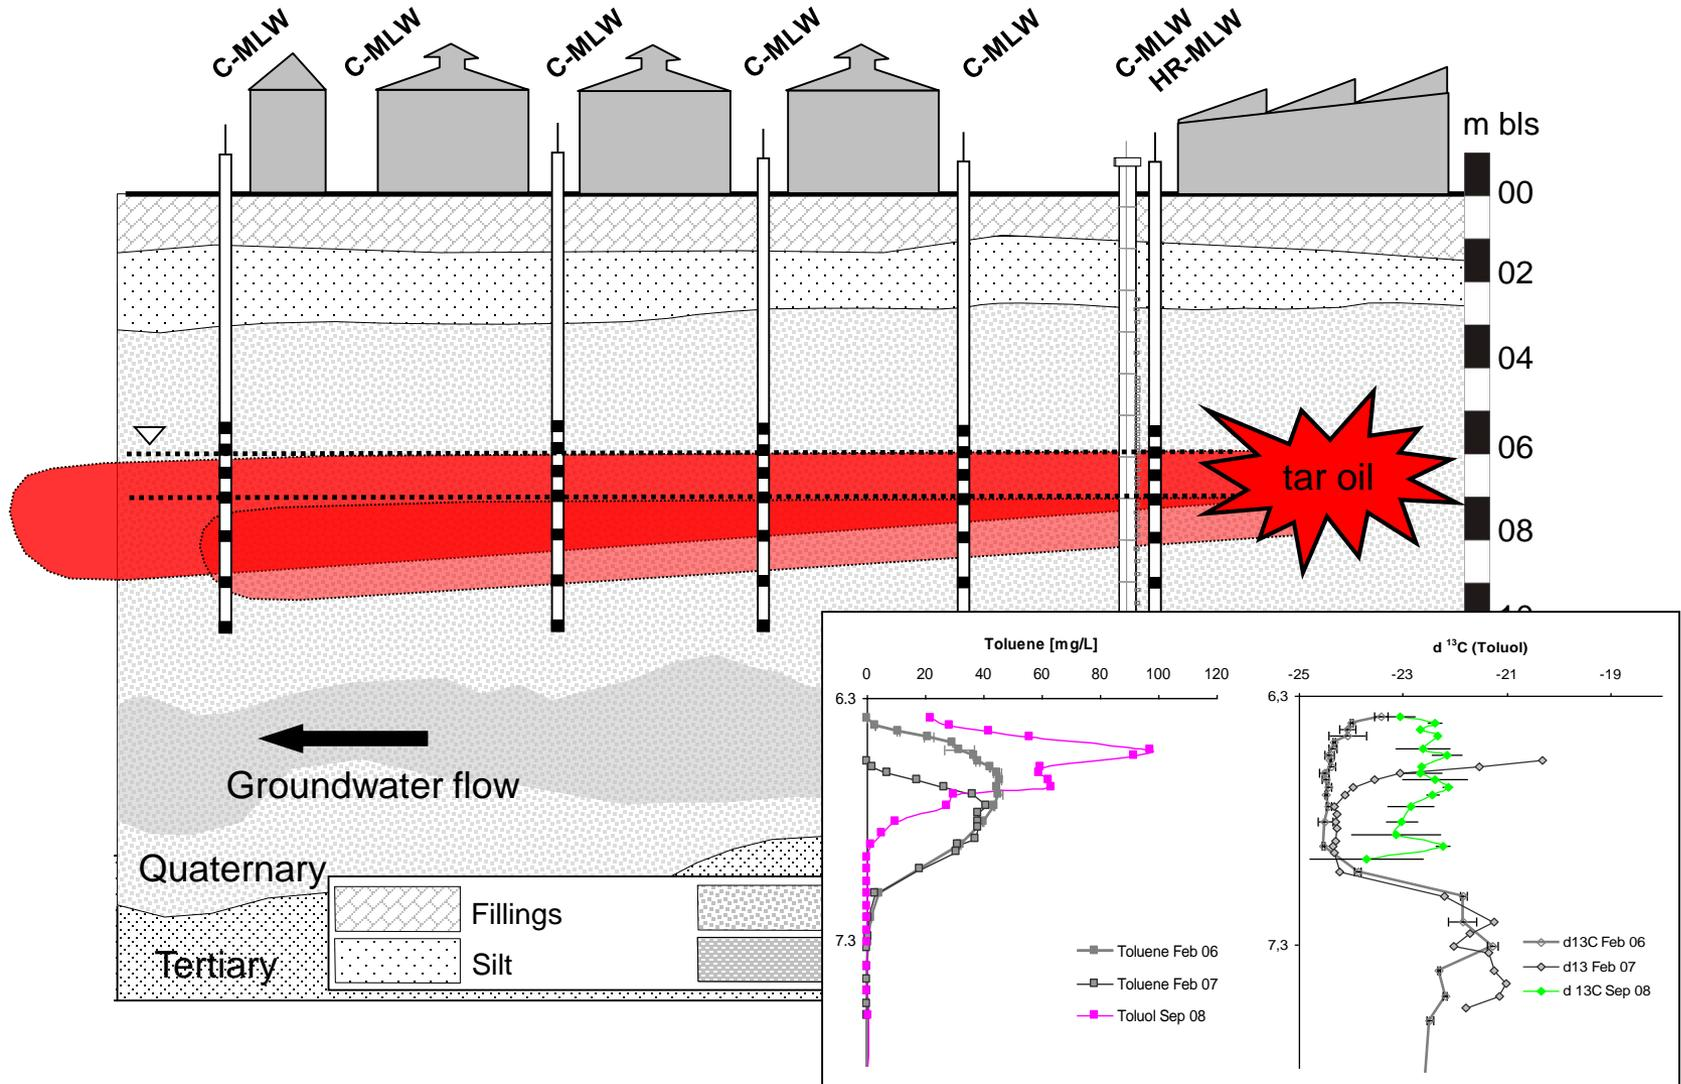 C-MLW
C-MLW
C-MLW
C-MLW
C-MLW
C-MLW
HR-MLW
m bls
00
02
04
06
tar oil
08
Groundwater flow
Quaternary
Tertiary
Fillings
Silt
Toluene [mg/L]
0 20 40 60 80 100 120
6.3
7.3
Toluene Feb 06
Toluene Feb 07
Toluol Sep 08
d 13C (Toluol)
-25 -23 -21 -19
6,3
7,3
d13C Feb 06
d13 Feb 07
d 13C Sep 08